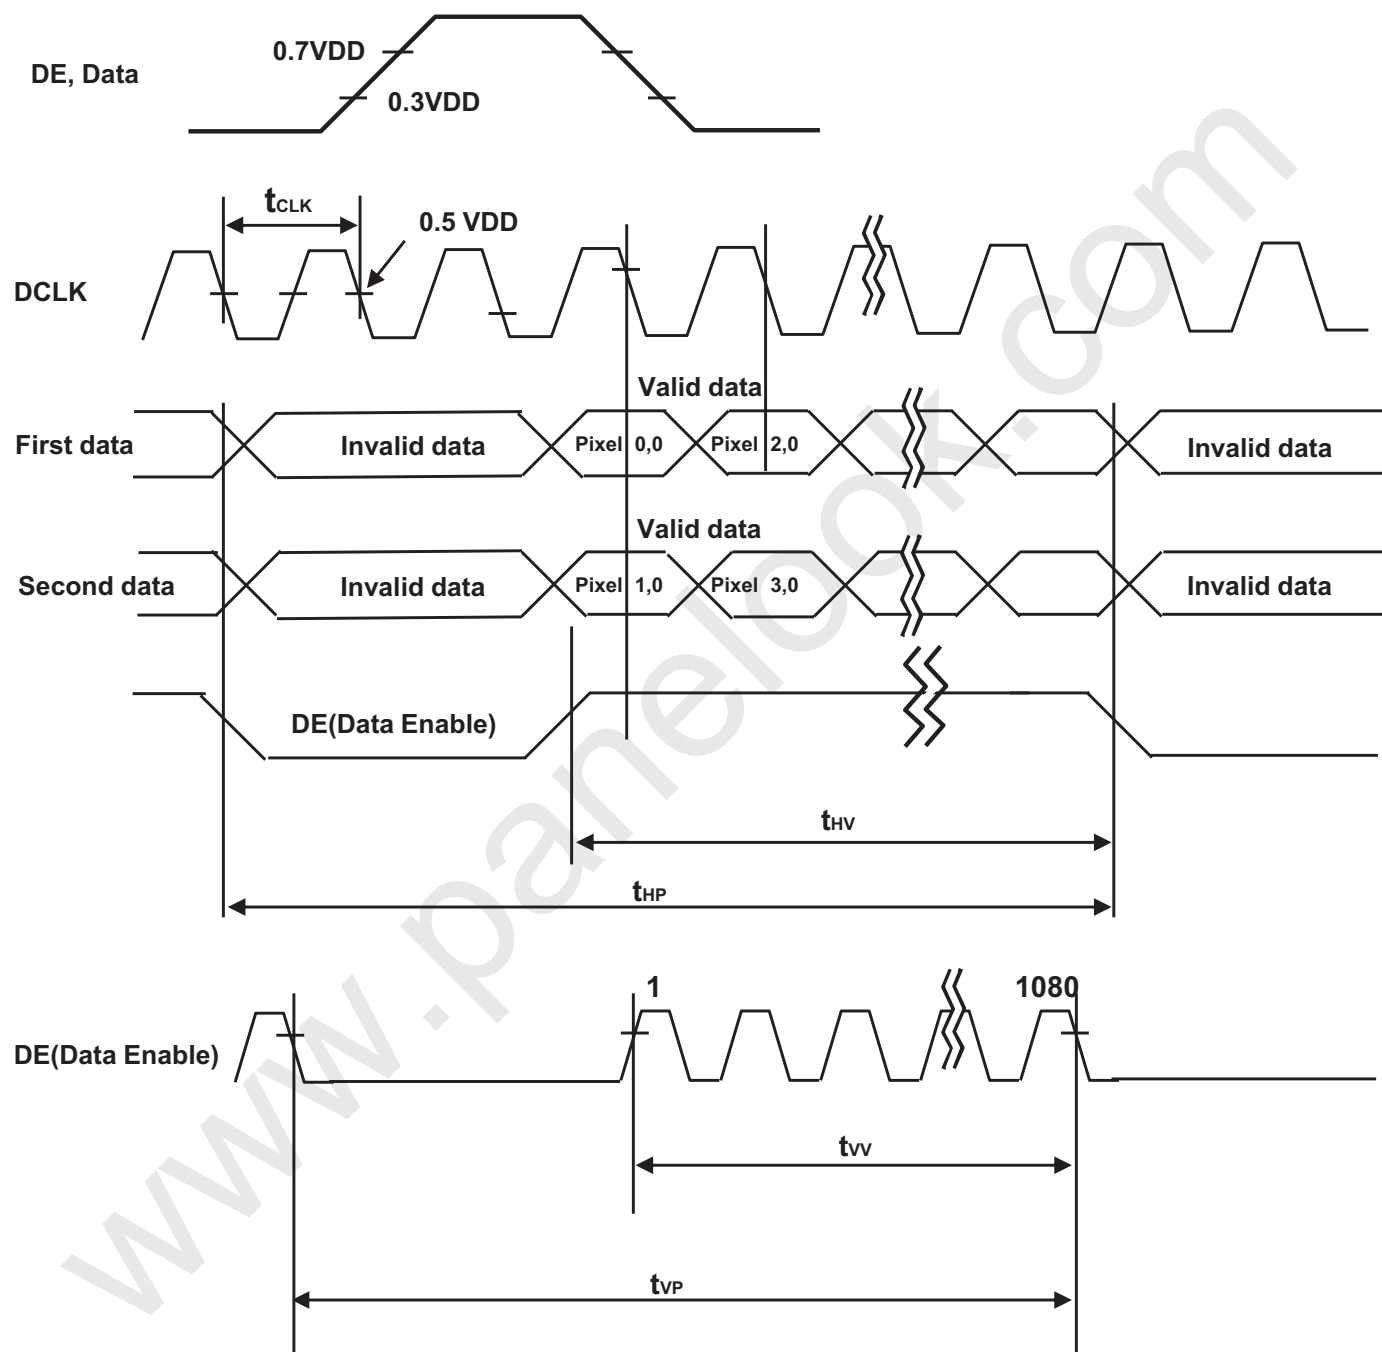 0.7VDD
DE, Data
0.3VDD
tCLK
0.5 VDD
DCLK
Valid data
First data
Invalid data
Pixel 0,0
Pixel 2,0
Invalid data
Valid data
Second data
Invalid data
Pixel 1,0
Pixel 3,0
Invalid data
DE(Data Enable)
tHV
tHP
1
1080
DE(Data Enable)
tVV
tVP
www.panelook.com